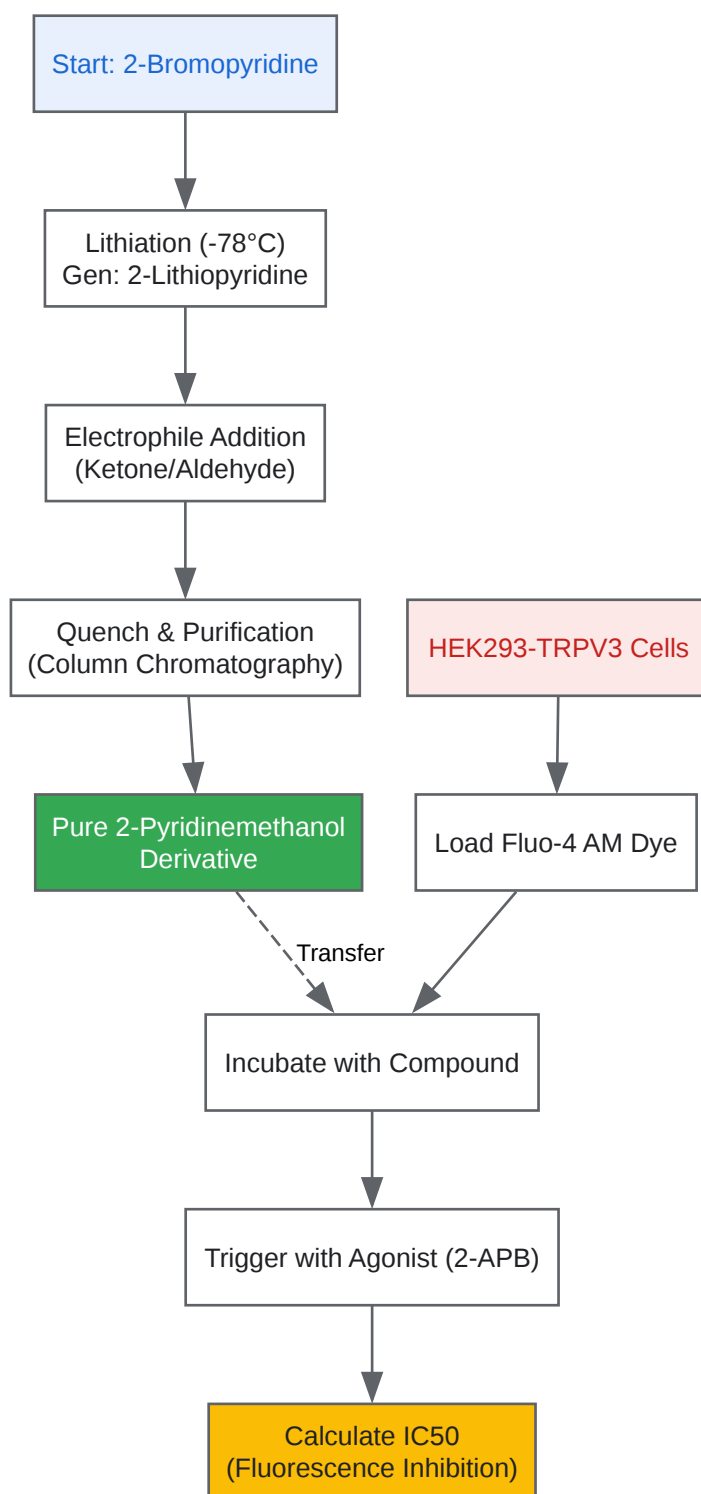 Start: 2-Bromopyridine
Lithiation (-78°C)
Gen: 2-Lithiopyridine
Electrophile Addition
(Ketone/Aldehyde)
Quench & Purification
(Column Chromatography)
HEK293-TRPV3 Cells
Pure 2-Pyridinemethanol
Derivative
Load Fluo-4 AM Dye
Transfer
Incubate with Compound
Trigger with Agonist (2-APB)
Calculate IC50
(Fluorescence Inhibition)